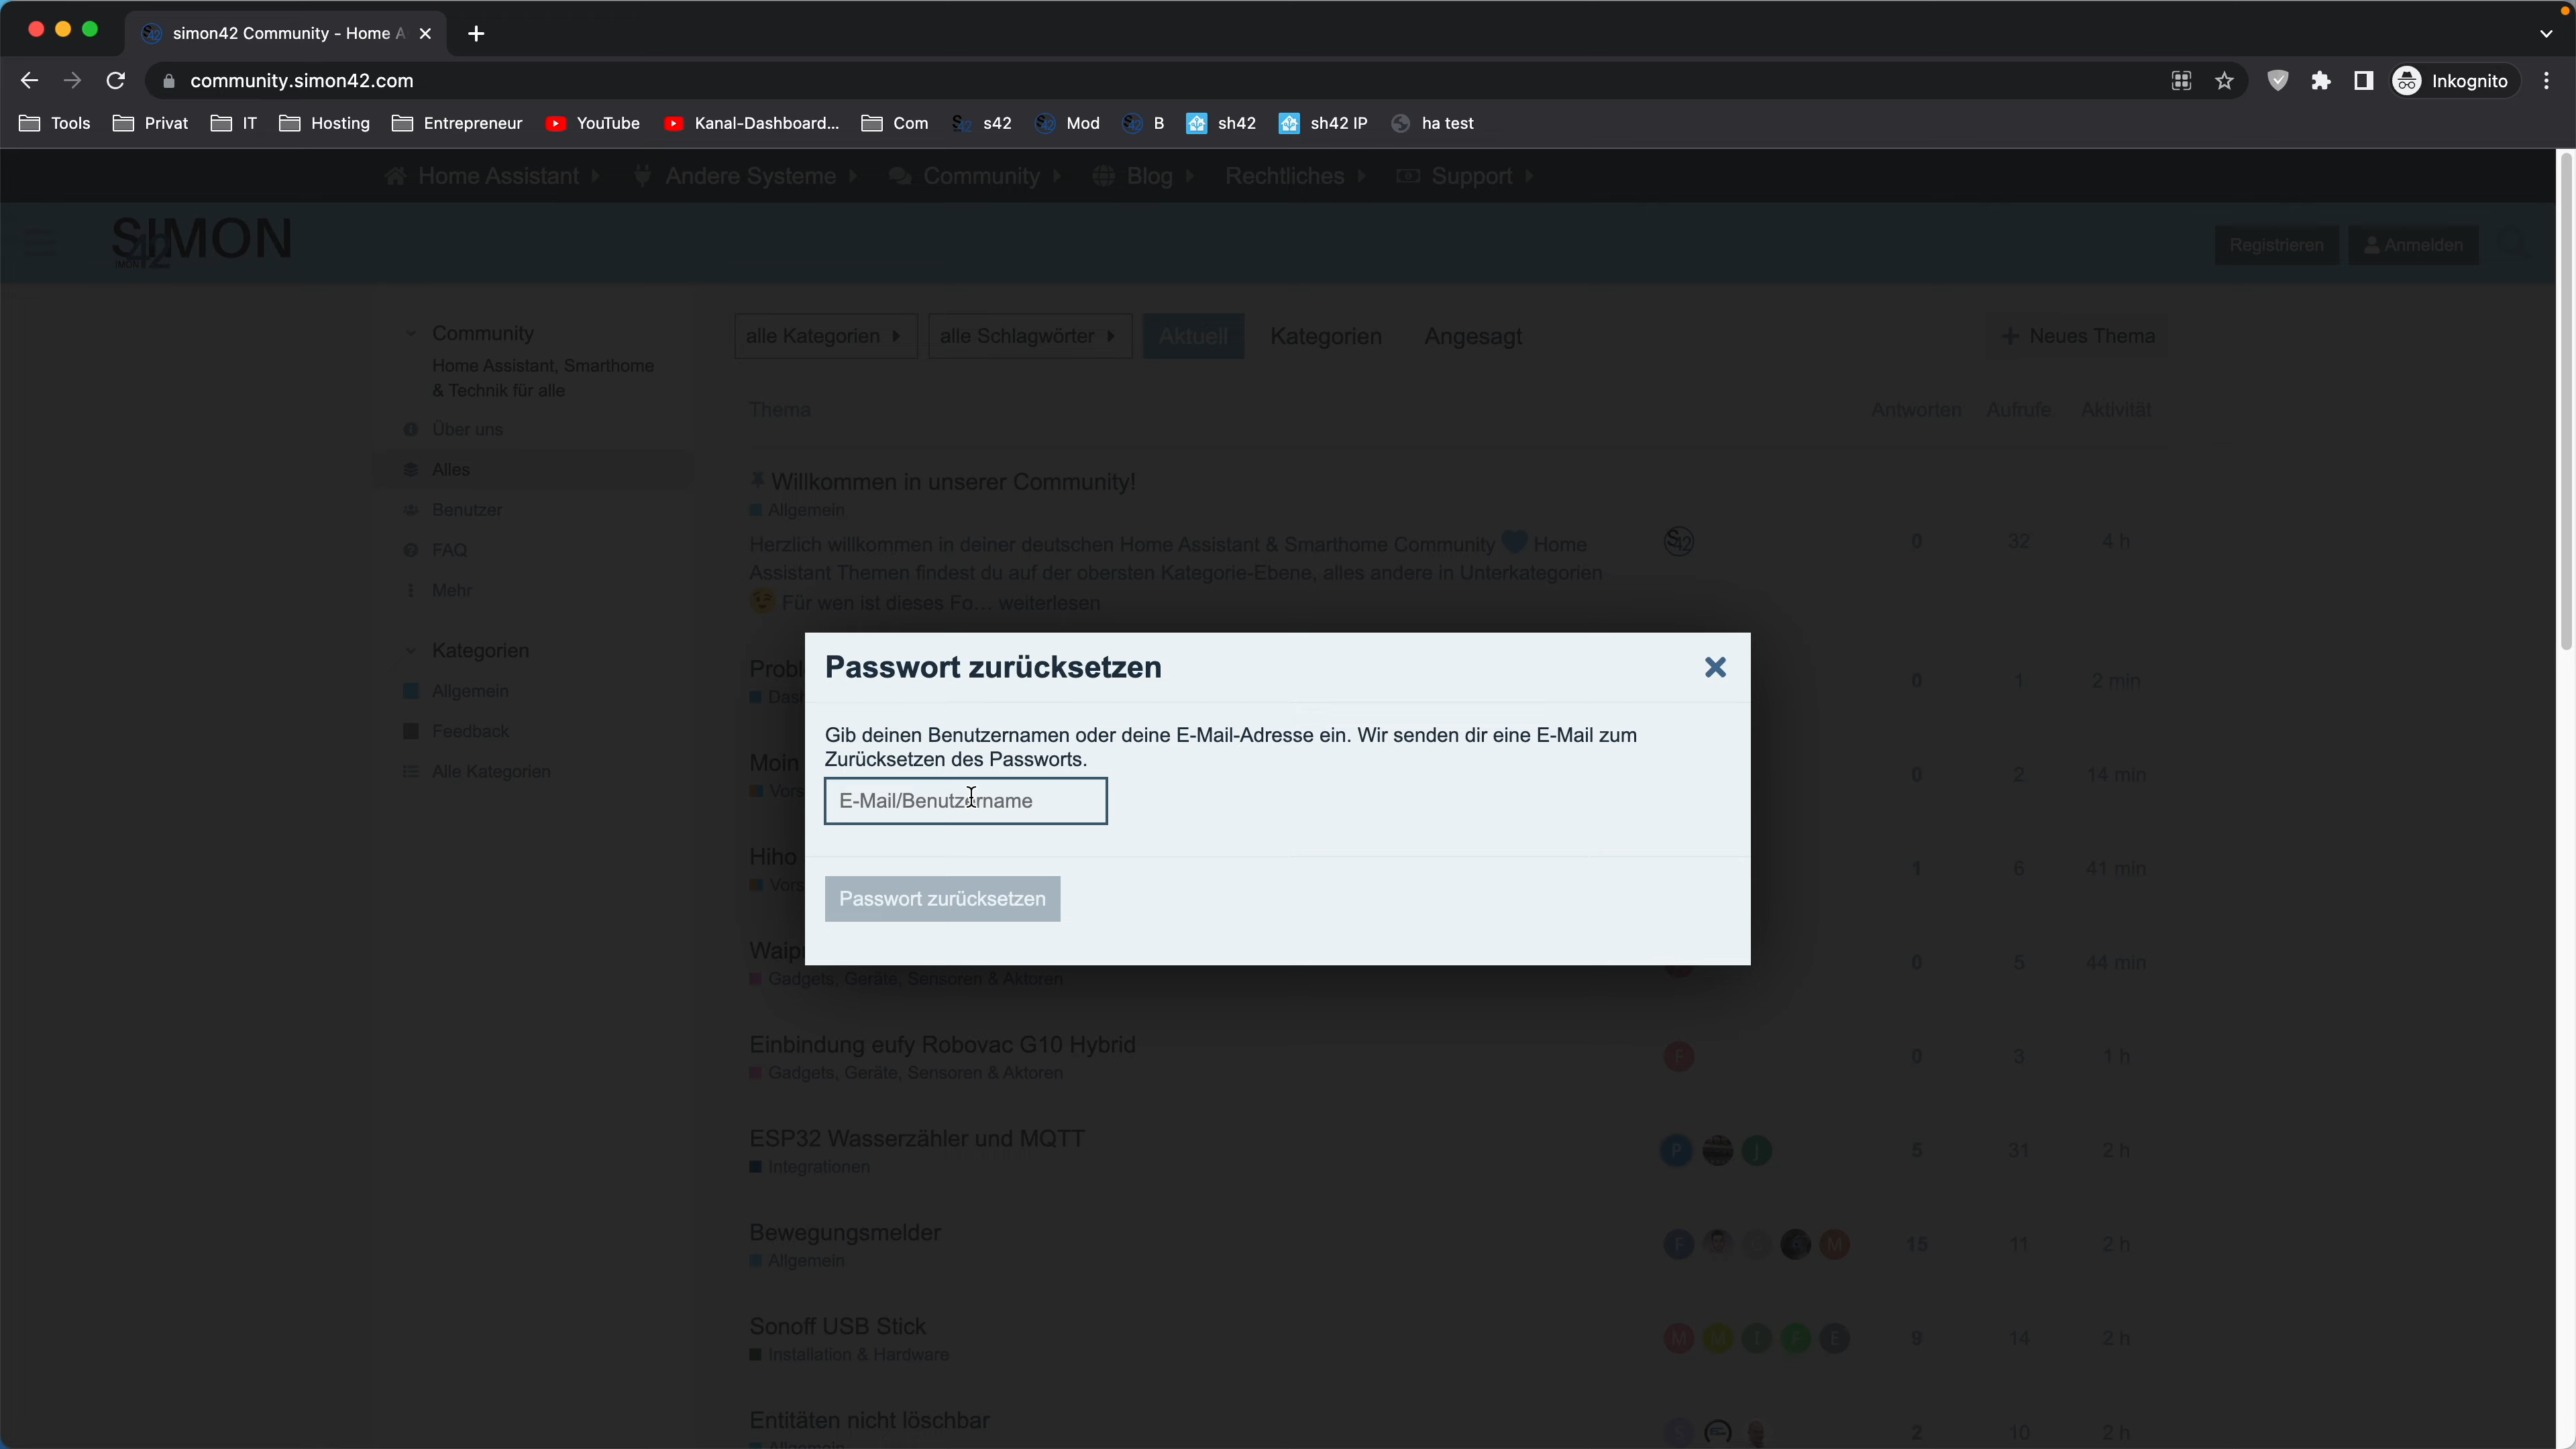 simon42 Community - Home A
community.simon42.com
Inkognito
Tools Privat IT Hosting Entrepreneur YouTube Kanal-Dashboard... Com s42 Mod B sh42 sh42 IP ha test
Home Assistant Andere Systeme Community Blog Rechtliches Support
SIMON
Registrieren Anmelden
Community
Home Assistant, Smarthome
& Technik für alle
Über uns
Alles
Benutzer
FAQ
Mehr
Kategorien
Allgemein
Feedback
Alle Kategorien
alle Kategorien alle Schlagwörter Aktuell Kategorien Angesagt Neues Thema
Thema Antworten Aufrufe Aktivität
Willkommen in unserer Community!
Allgemein
Herzlich willkommen in deiner deutschen Home Assistant & Smarthome Community Home
Assistant Themen findest du auf der obersten Kategorie-Ebene, alles andere in Unterkategorien
Für wen ist dieses Fo... weiterlesen
0 32 4 h
Probl
Das
0 1 2 min
Moin
Vors
0 2 14 min
Hiho
Vors
1 6 41 min
Waip
Gadgets, Geräte, Sensoren & Aktoren
0 5 44 min
Passwort zurücksetzen
Gib deinen Benutzernamen oder deine E-Mail-Adresse ein. Wir senden dir eine E-Mail zum
Zurücksetzen des Passworts.
E-Mail/Benutzername
Passwort zurücksetzen
Einbindung eufy Robovac G10 Hybrid
Gadgets, Geräte, Sensoren & Aktoren
F 0 3 1 h
ESP32 Wasserzähler und MQTT
Integrationen
P J 5 31 2 h
Bewegungsmelder
Allgemein
F M 15 11 2 h
Sonoff USB Stick
Installation & Hardware
M M I F E 9 14 2 h
Entitäten nicht löschbar
Allgemein
S 2 10 2 h